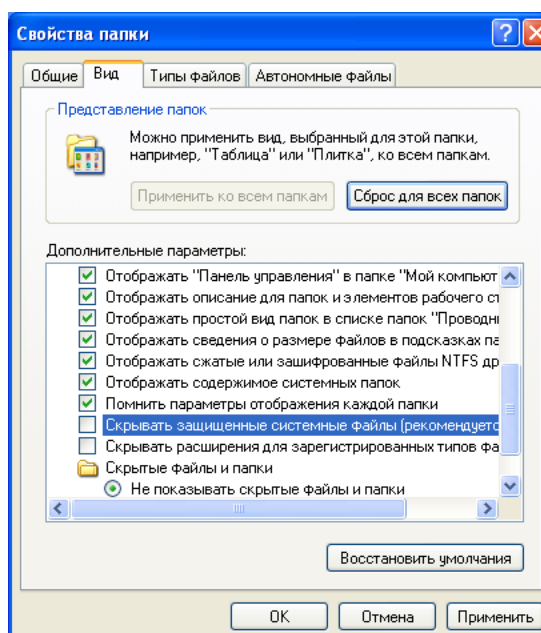 Свойства папки
Общие Вид Типы файлов Автономные файлы
Представление папок
Можно применить вид, выбранный для этой папки,
например, "Таблица" или "Плитка", ко всем папкам.
Применить ко всем папкам Сброс для всех папок
Дополнительные параметры:
Отображать "Панель управления" в папке "Мой компьют
Отображать описание для папок и элементов рабочего ст
Отображать простой вид папок в списке папок "Проводни
Отображать сведения о размере файлов в подсказках па
Отображать сжатые или зашифрованные файлы NTFS др
Отображать содержимое системных папок
Помнить параметры отображения каждой папки
Скрывать защищенные системные файлы (рекомендуетс
Скрывать расширения для зарегистрированных типов фа
Скрытые файлы и папки
Не показывать скрытые файлы и папки
Восстановить умолчания
OK Отмена Применить